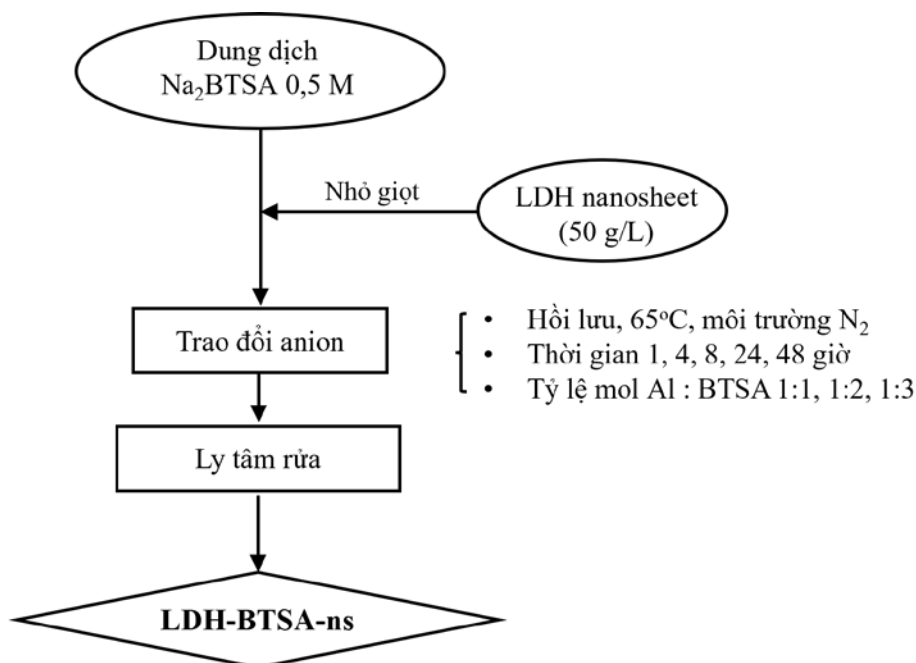 Dung dịch
Na₂BTSA 0,5 M
Nhỏ giọt
LDH nanosheet
(50 g/L)
Trao đổi anion
• Hồi lưu, 65°C, môi trường N₂
• Thời gian 1, 4, 8, 24, 48 giờ
• Tỷ lệ mol Al : BTSA 1:1, 1:2, 1:3
Ly tâm rửa
LDH-BTSA-ns